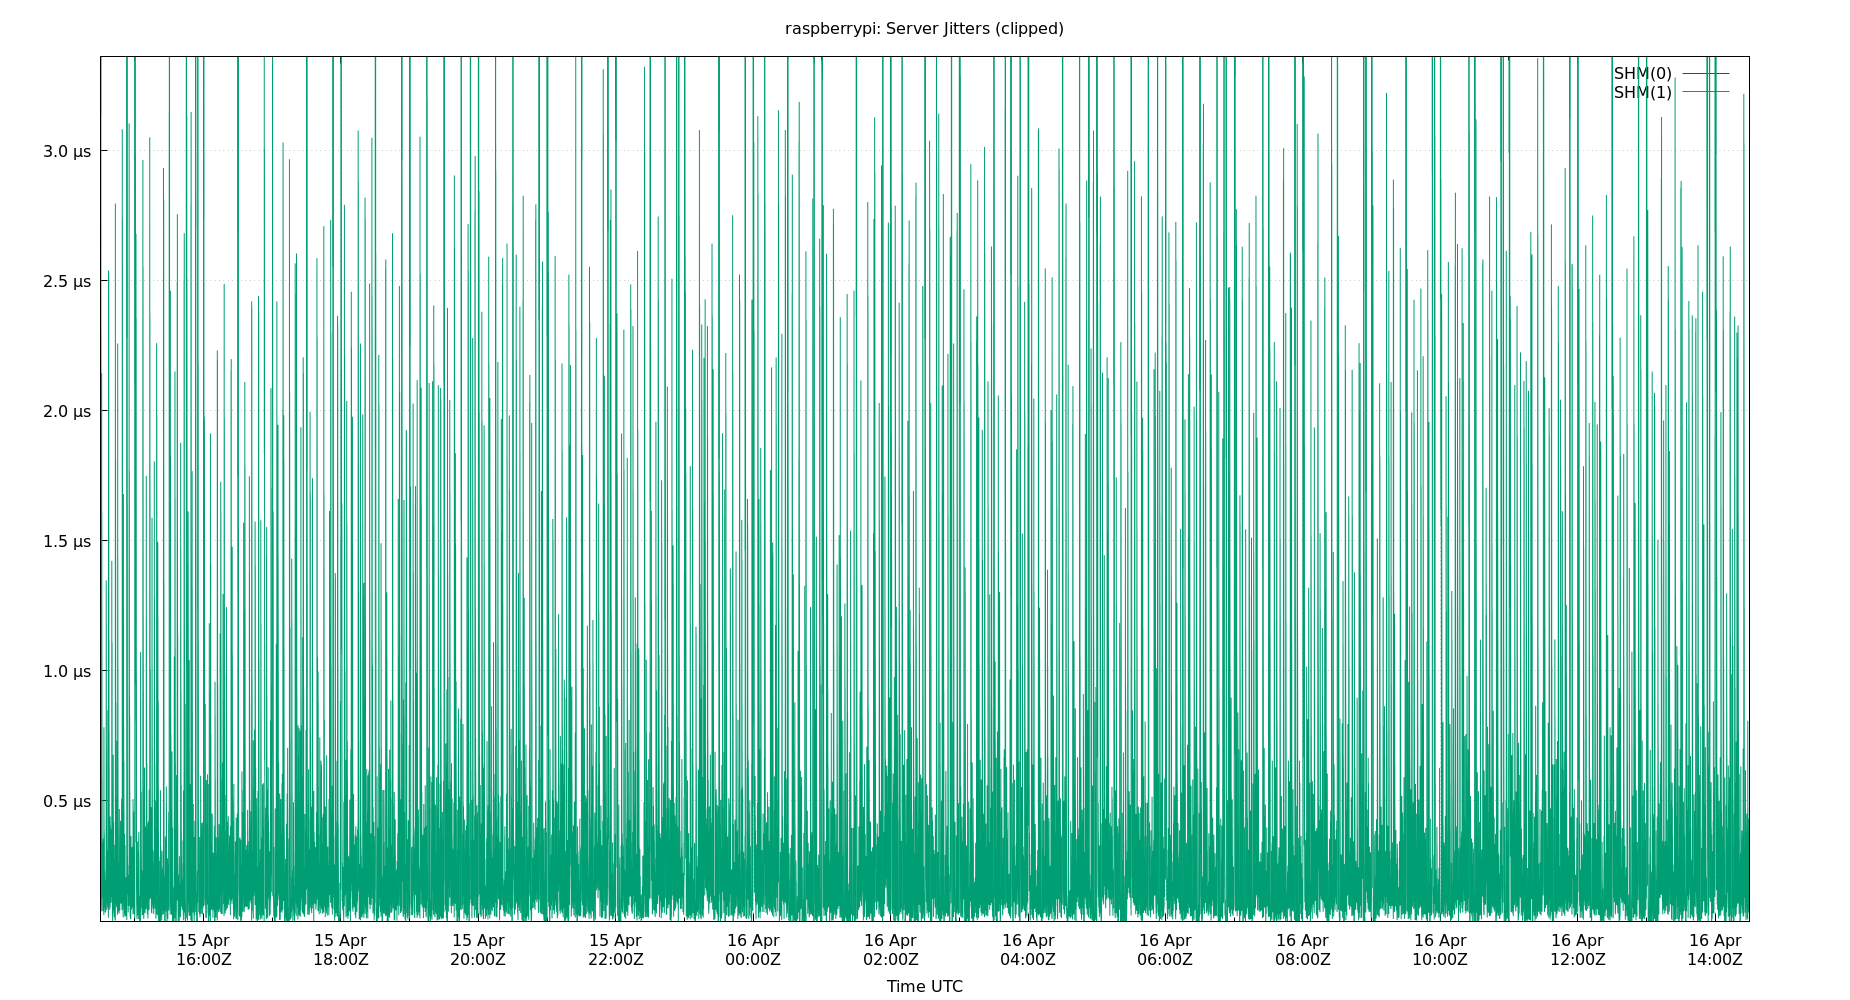 raspberrypi: Server Jitters (clipped)
SHM(0)
SHM(1)
3.0 µs
2.5 µs
2.0 µs
1.5 µs
1.0 µs
0.5 µs
15 Apr 15 Apr 15 Apr 15 Apr 16 Apr 16 Apr 16 Apr 16 Apr 16 Apr 16 Apr 16 Apr 16 Apr
16:00Z 18:00Z 20:00Z 22:00Z 00:00Z 02:00Z 04:00Z 06:00Z 08:00Z 10:00Z 12:00Z 14:00Z
Time UTC